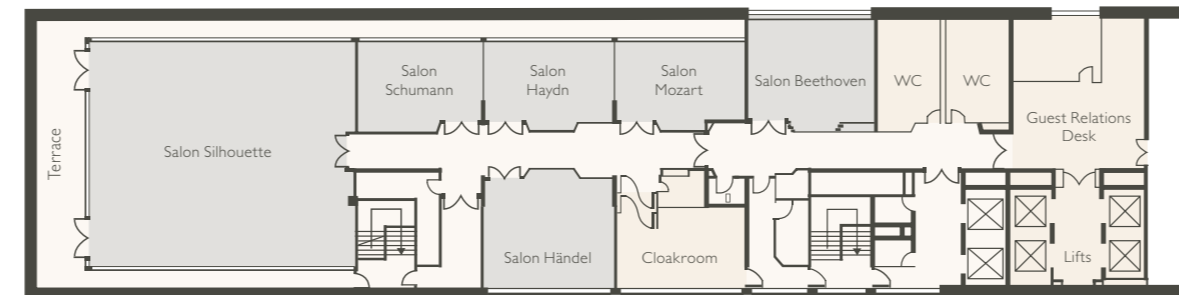 Terrace
Salon Silhouette
Salon
Schumann
Salon
Haydn
Salon
Mozart
Salon Beethoven
WC
WC
Guest Relations
Desk
Salon Händel
Cloakroom
Lifts